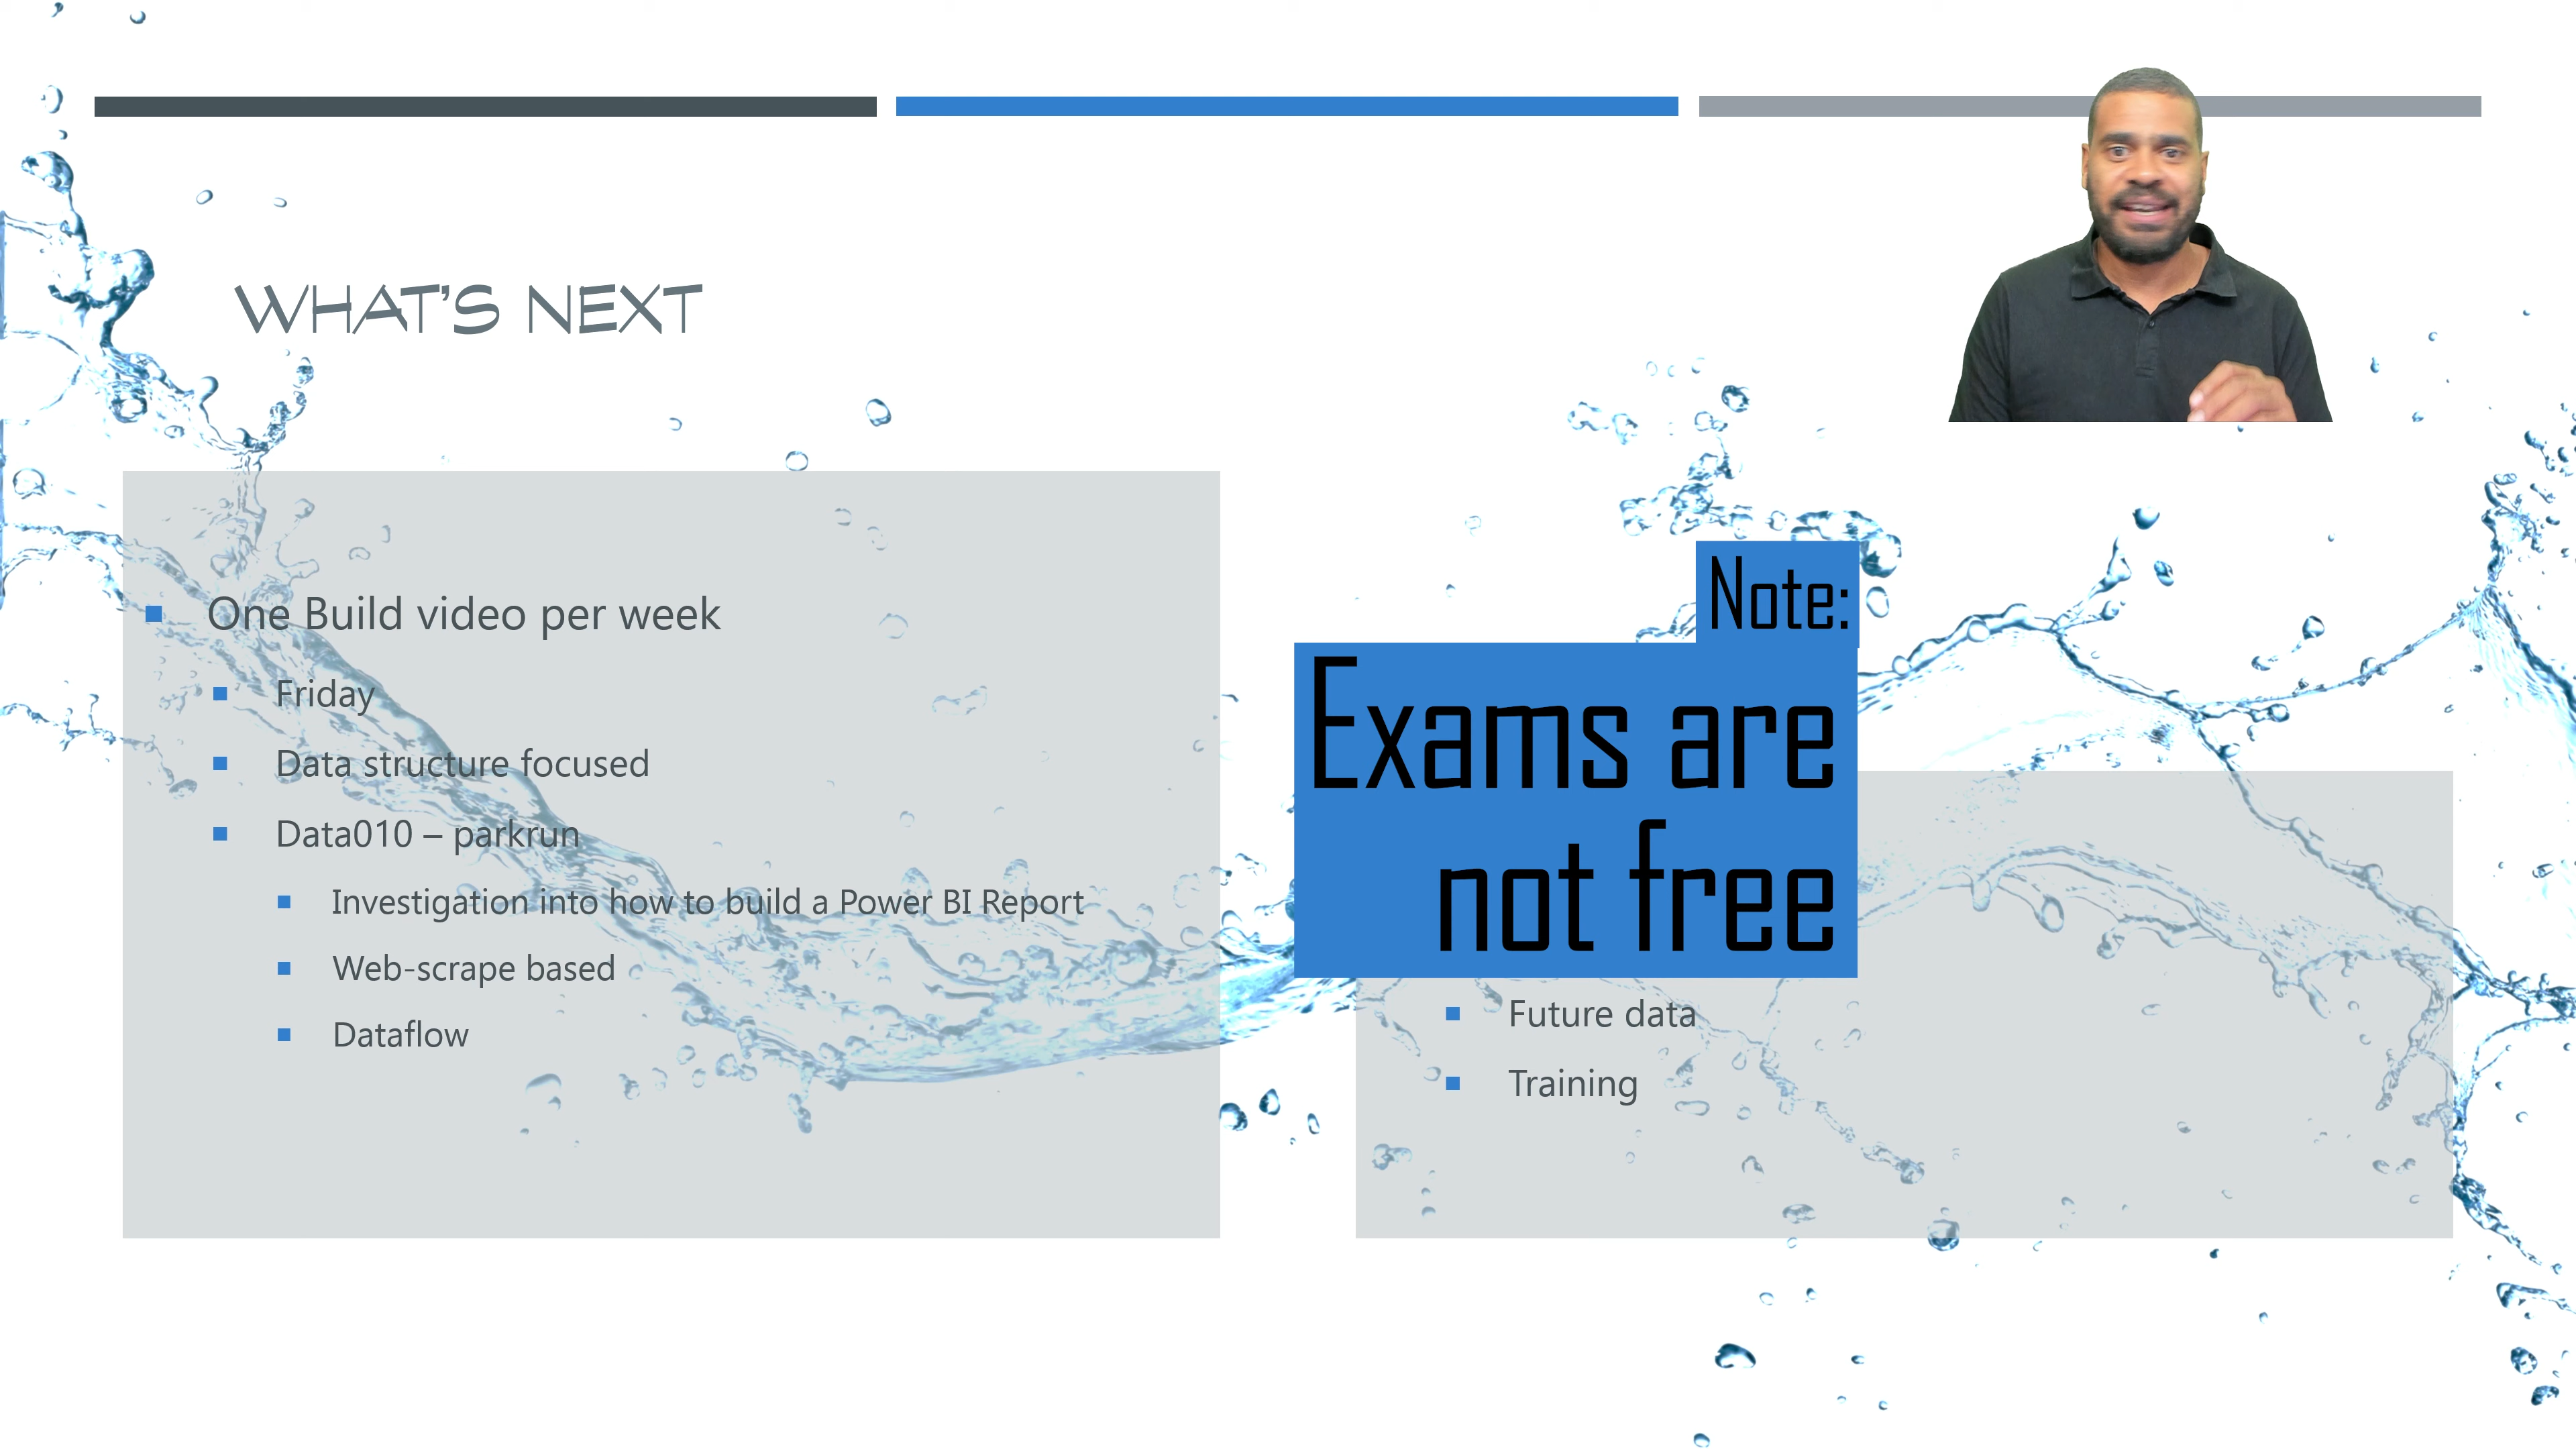 WHAT'S NEXT
One Build video per week
Friday
Data structure focused
Data010 – parkrun
Investigation into how to build a Power BI Report
Web-scrape based
Dataflow
Note:
Exams are
not free
Future data
Training